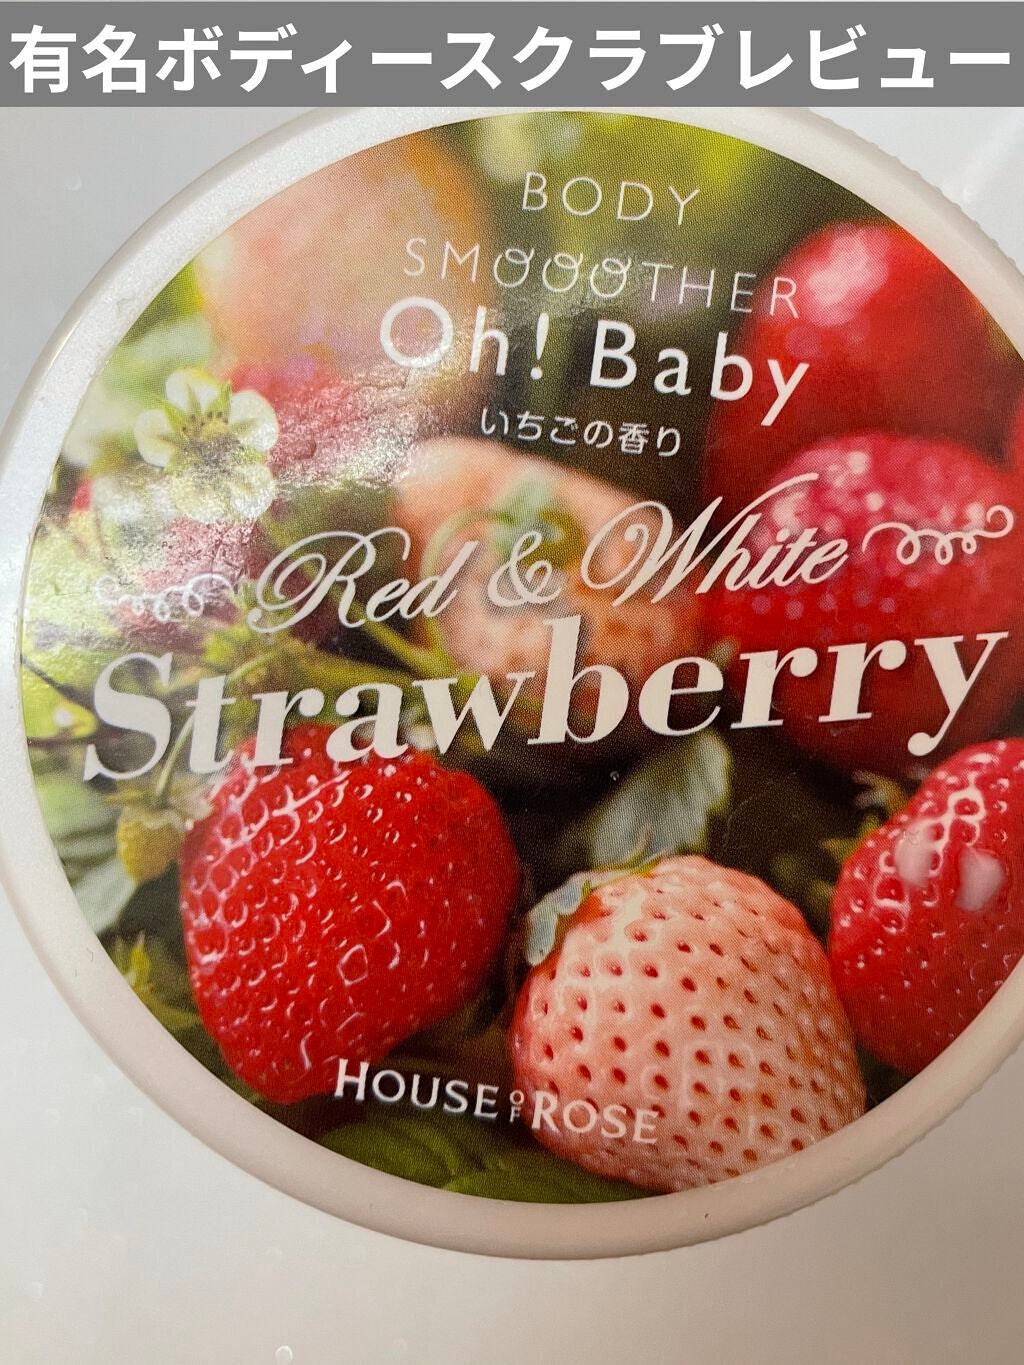 有名ボディースクラブレビュー
BODY
SMOOOTHER
Oh! Baby
いちごの香り
Red & White
Strawberry
HOUSE OF ROSE